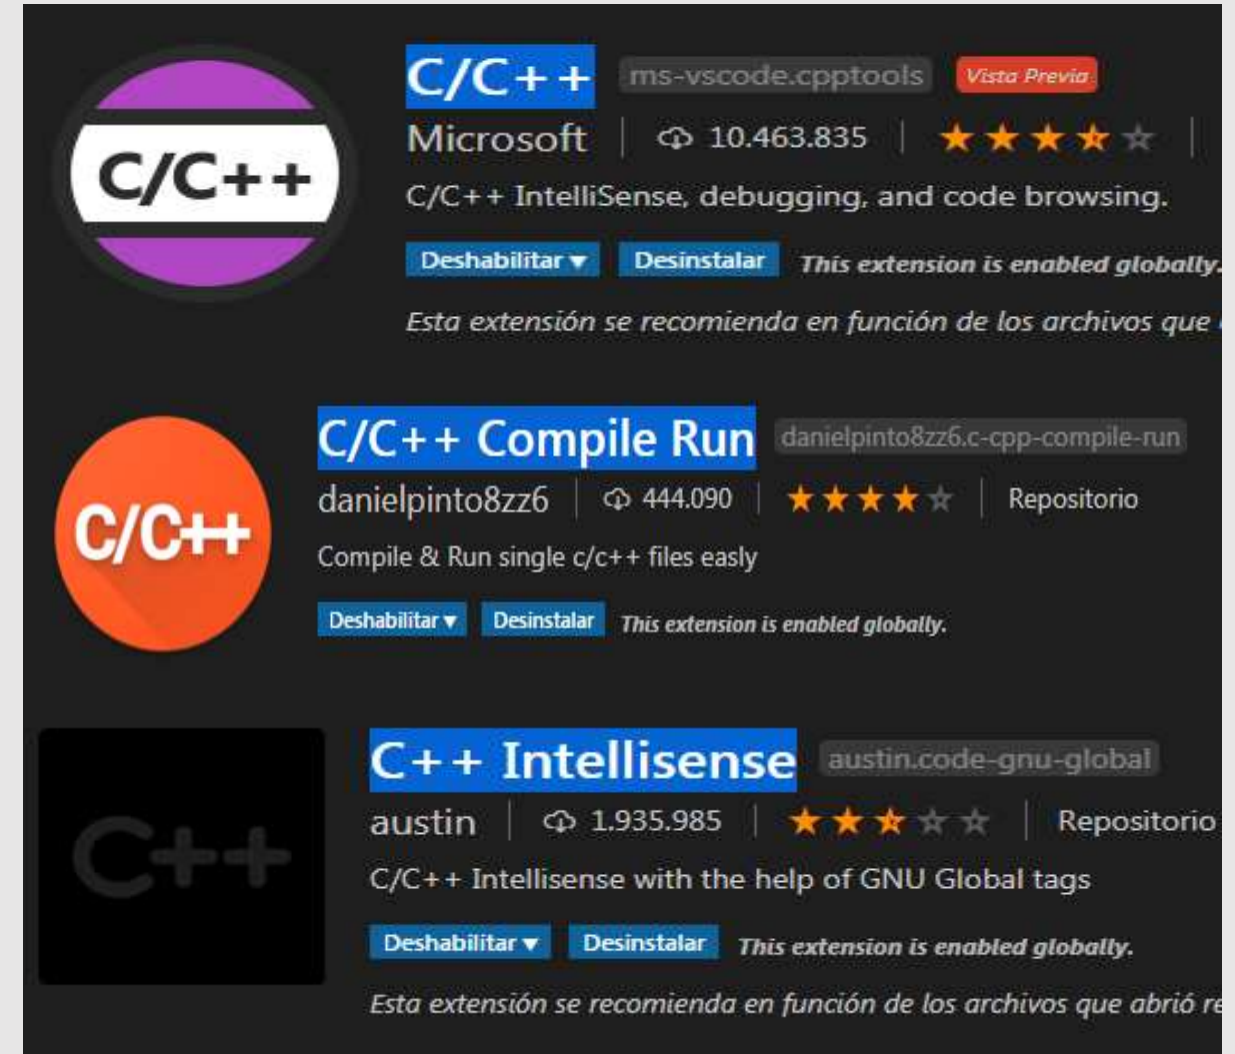 C/C++ ms-vscode.cpptools Vista Previa
C/C++
Microsoft 10.463.835
C/C++ IntelliSense, debugging, and code browsing.
Deshabilitar Desinstalar This extension is enabled globally.
Esta extensión se recomienda en función de los archivos que
C/C++ Compile Run danielpinto8zz6.c-cpp-compile-run
C/C++
danielpinto8zz6 444.090 Repositorio
Compile & Run single c/c++ files easly
Deshabilitar Desinstalar This extension is enabled globally.
C++ Intellisense austin.code-gnu-global
C++
austin 1.935.985 Repositorio
C/C++ Intellisense with the help of GNU Global tags
Deshabilitar Desinstalar This extension is enabled globally.
Esta extensión se recomienda en función de los archivos que abrió